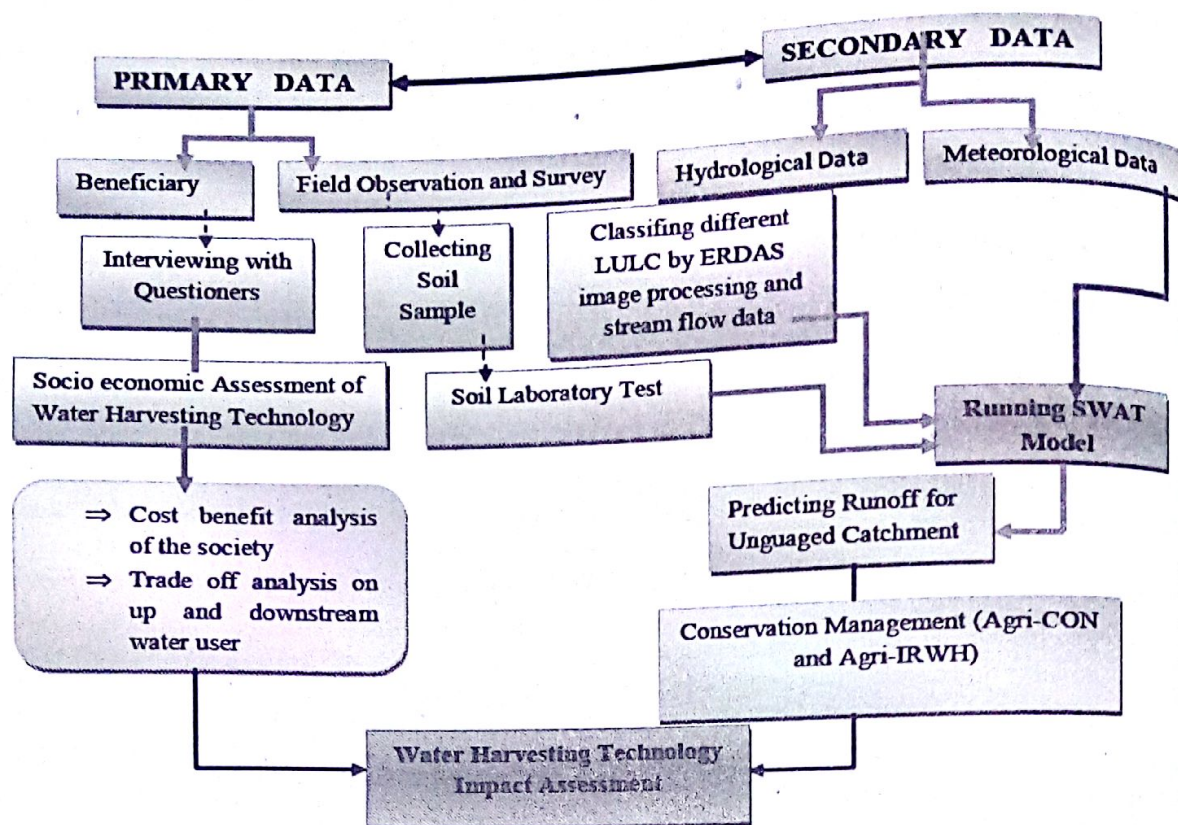 PRIMARY DATA
SECONDARY DATA
Beneficiary
Field Observation and Survey
Hydrological Data
Meteorological Data
Interviewing with
Questioners
Collecting
Soil
Sample
Classifing different
LULC by ERDAS
image processing and
stream flow data
Socio economic Assessment of
Water Harvesting Technology
Soil Laboratory Test
Running SWAT
Model
⇒ Cost benefit analysis
of the society
⇒ Trade off analysis on
up and downstream
water user
Predicting Runoff for
Unguaged Catchment
Conservation Management (Agri-CON
and Agri-IRWH)
Water Harvesting Technology
Impact Assessment